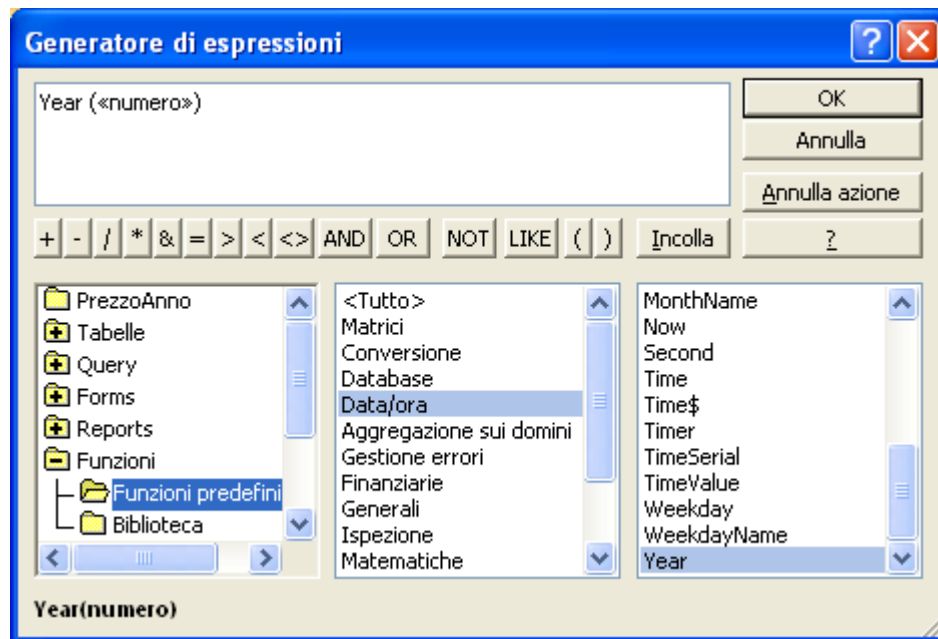 Generatore di espressioni
Year («numero»)
OK
Annulla
Annulla azione
+ - / * & = > < <> AND OR NOT LIKE ( ) Incolla ?
PrezzoAnno
Tabelle
Query
Forms
Reports
Funzioni
Funzioni predefini
Biblioteca
<Tutto>
Matrici
Conversione
Database
Data/ora
Aggregazione sui domini
Gestione errori
Finanziarie
Generali
Ispezione
Matematiche
MonthName
Now
Second
Time
Time$
Timer
TimeSerial
TimeValue
Weekday
WeekdayName
Year
Year(numero)